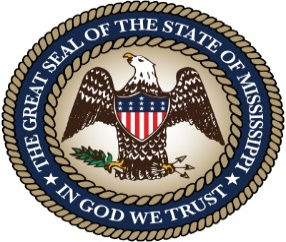 THE GREAT SEAL OF THE STATE OF MISSISSIPPI
IN GOD WE TRUST